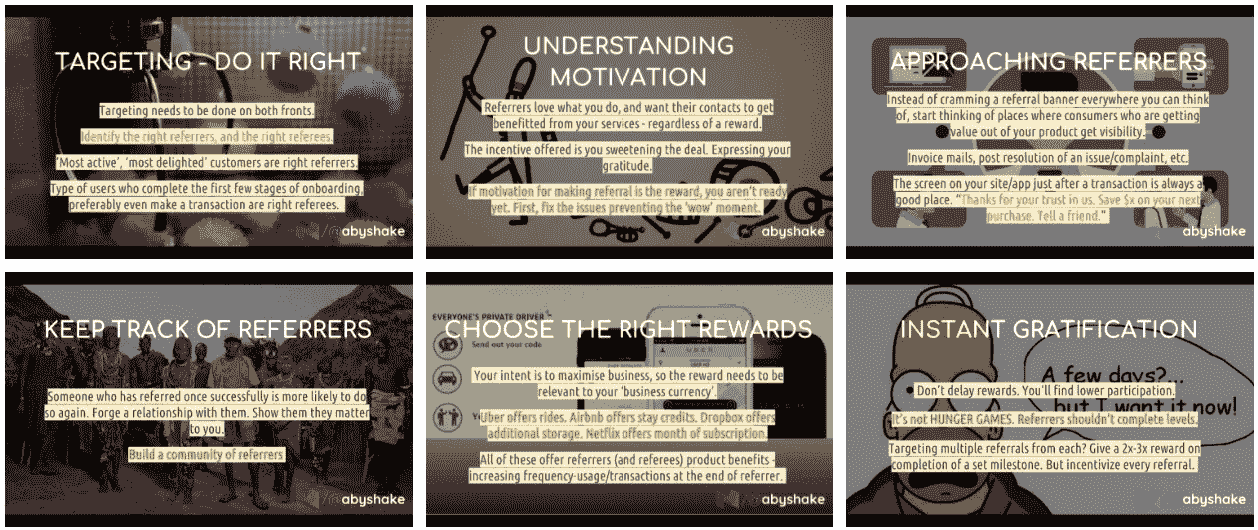 TARGETING - DO IT RIGHT
Targeting needs to be done on both fronts.
Identify the right referrers, and the right referees.
'Most active', 'most delighted' customers are right referrers.
Type of users who complete the first few stages of onboarding,
preferably even make a transaction are right referees.
abyshake
UNDERSTANDING
MOTIVATION
Referrers love what you do, and want their contacts to get
benefitted from your services - regardless of a reward.
The incentive offered is you sweetening the deal. Expressing your
gratitude.
If motivation for making referral is the reward, you aren't ready
yet. First, fix the issues preventing the 'wow' moment.
abyshake
APPROACHING REFERRERS
Instead of cramming a referral banner everywhere you can think
of, start thinking of places where consumers who are getting
value out of your product get visibility.
Invoice mails, post resolution of an issue/complaint, etc.
The screen on your site/app just after a transaction is always a
good place. "Thanks for your trust in us. Save $x on your next
purchase. Tell a friend."
abyshake
KEEP TRACK OF REFERRERS
Someone who has referred once successfully is more likely to do
so again. Forge a relationship with them. Show them they matter
to you.
Build a community of referrers
abyshake
EVERYONE'S PRIVATE DRIVER
CHOOSE THE RIGHT REWARDS
Send out your code
Your intent is to maximise business, so the reward needs to be
relevant to your 'business currency'.
Uber offers rides. Airbnb offers stay credits. Dropbox offers
additional storage. Netflix offers month of subscription.
All of these offer referrers (and referees) product benefits -
increasing frequency-usage/transactions at the end of referrer.
abyshake
INSTANT GRATIFICATION
A few days?...
but I want it now!
Don't delay rewards. You'll find lower participation.
It's not HUNGER GAMES. Referrers shouldn't complete levels.
Targeting multiple referrals from each? Give a 2x-3x reward on
completion of a set milestone. But incentivize every referral.
abyshake